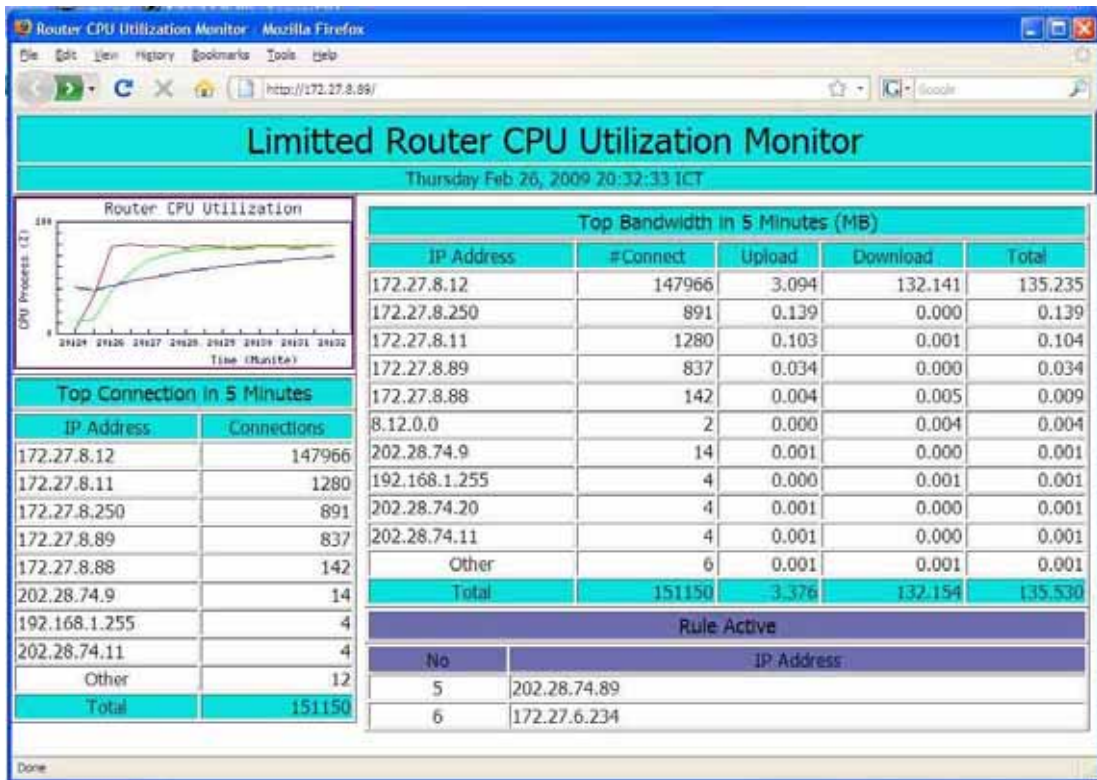 Router CPU Utilization Monitor - Mozilla Firefox
File Edit View History Bookmarks Tools Help
http://172.27.8.89/
Google
Limitted Router CPU Utilization Monitor
Thursday Feb 26, 2009 20:32:33 ICT
Router CPU Utilization
100
CPU Process (%)
0
Time (Munite)
Top Connection in 5 Minutes
IP Address Connections
172.27.8.12 147966
172.27.8.11 1280
172.27.8.250 891
172.27.8.89 837
172.27.8.88 142
202.28.74.9 14
192.168.1.255 4
202.28.74.11 4
Other 12
Total 151150
Top Bandwidth in 5 Minutes (MB)
IP Address #Connect Upload Download Total
172.27.8.12 147966 3.094 132.141 135.235
172.27.8.250 891 0.139 0.000 0.139
172.27.8.11 1280 0.103 0.001 0.104
172.27.8.89 837 0.034 0.000 0.034
172.27.8.88 142 0.004 0.005 0.009
8.12.0.0 2 0.000 0.004 0.004
202.28.74.9 14 0.001 0.000 0.001
192.168.1.255 4 0.000 0.001 0.001
202.28.74.20 4 0.001 0.000 0.001
202.28.74.11 4 0.001 0.000 0.001
Other 6 0.001 0.001 0.001
Total 151150 3.376 132.154 135.530
Rule Active
No IP Address
5 202.28.74.89
6 172.27.6.234
Done